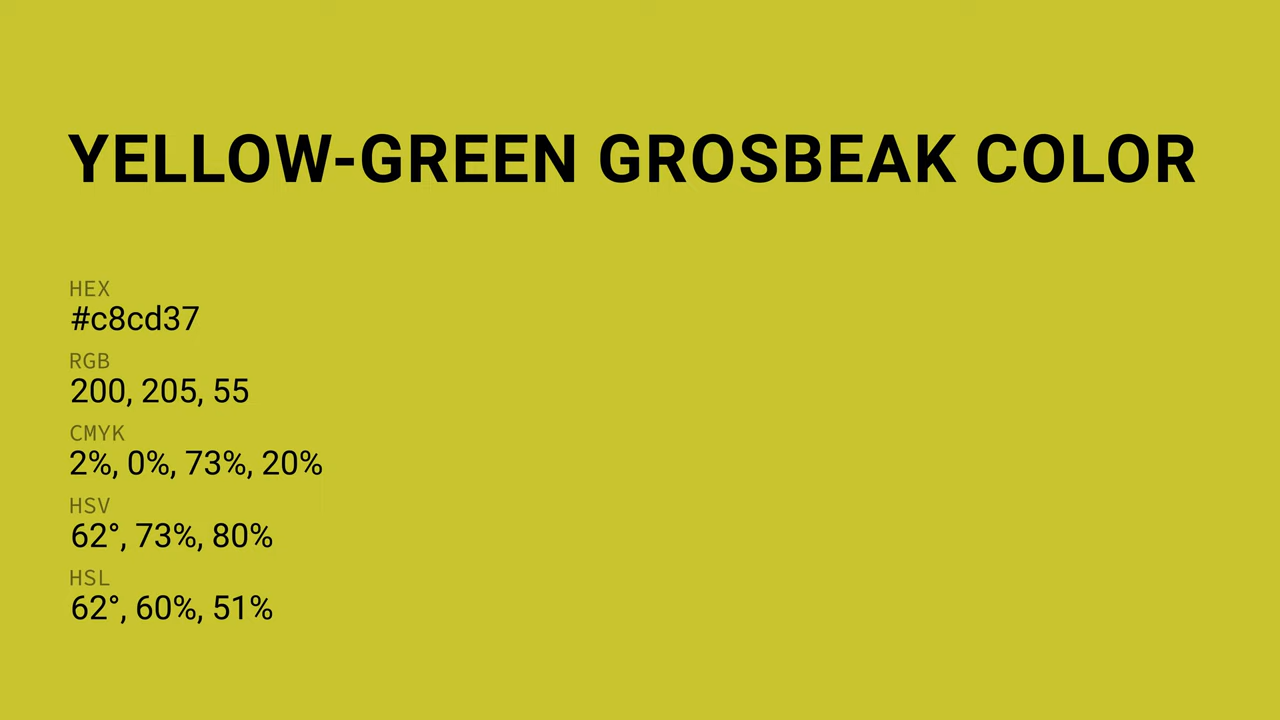 YELLOW-GREEN GROSBEAK COLOR
HEX
#c8cd37
RGB
200, 205, 55
CMYK
2%, 0%, 73%, 20%
HSV
62°, 73%, 80%
HSL
62°, 60%, 51%